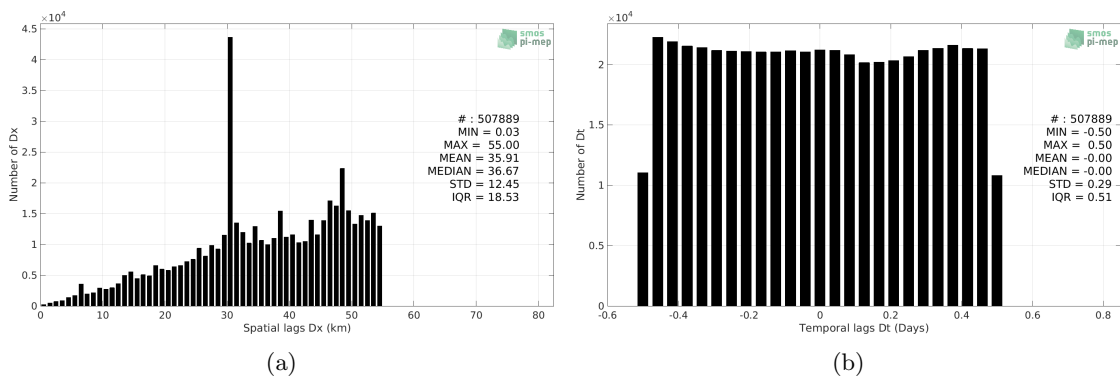 ×10⁴
4.5
4
3.5
3
2.5
2
1.5
1
0.5
0
Number of Dx
0 10 20 30 40 50 60 70 80
Spatial lags Dx (km)
smos
pi-mep
# : 507889
MIN = 0.03
MAX = 55.00
MEAN = 35.91
MEDIAN = 36.67
STD = 12.45
IQR = 18.53
(a)
×10⁴
2
1.5
1
0.5
0
Number of Dt
-0.6 -0.4 -0.2 0 0.2 0.4 0.6 0.8
Temporal lags Dt (Days)
smos
pi-mep
# : 507889
MIN = -0.50
MAX = 0.50
MEAN = -0.00
MEDIAN = -0.00
STD = 0.29
IQR = 0.51
(b)